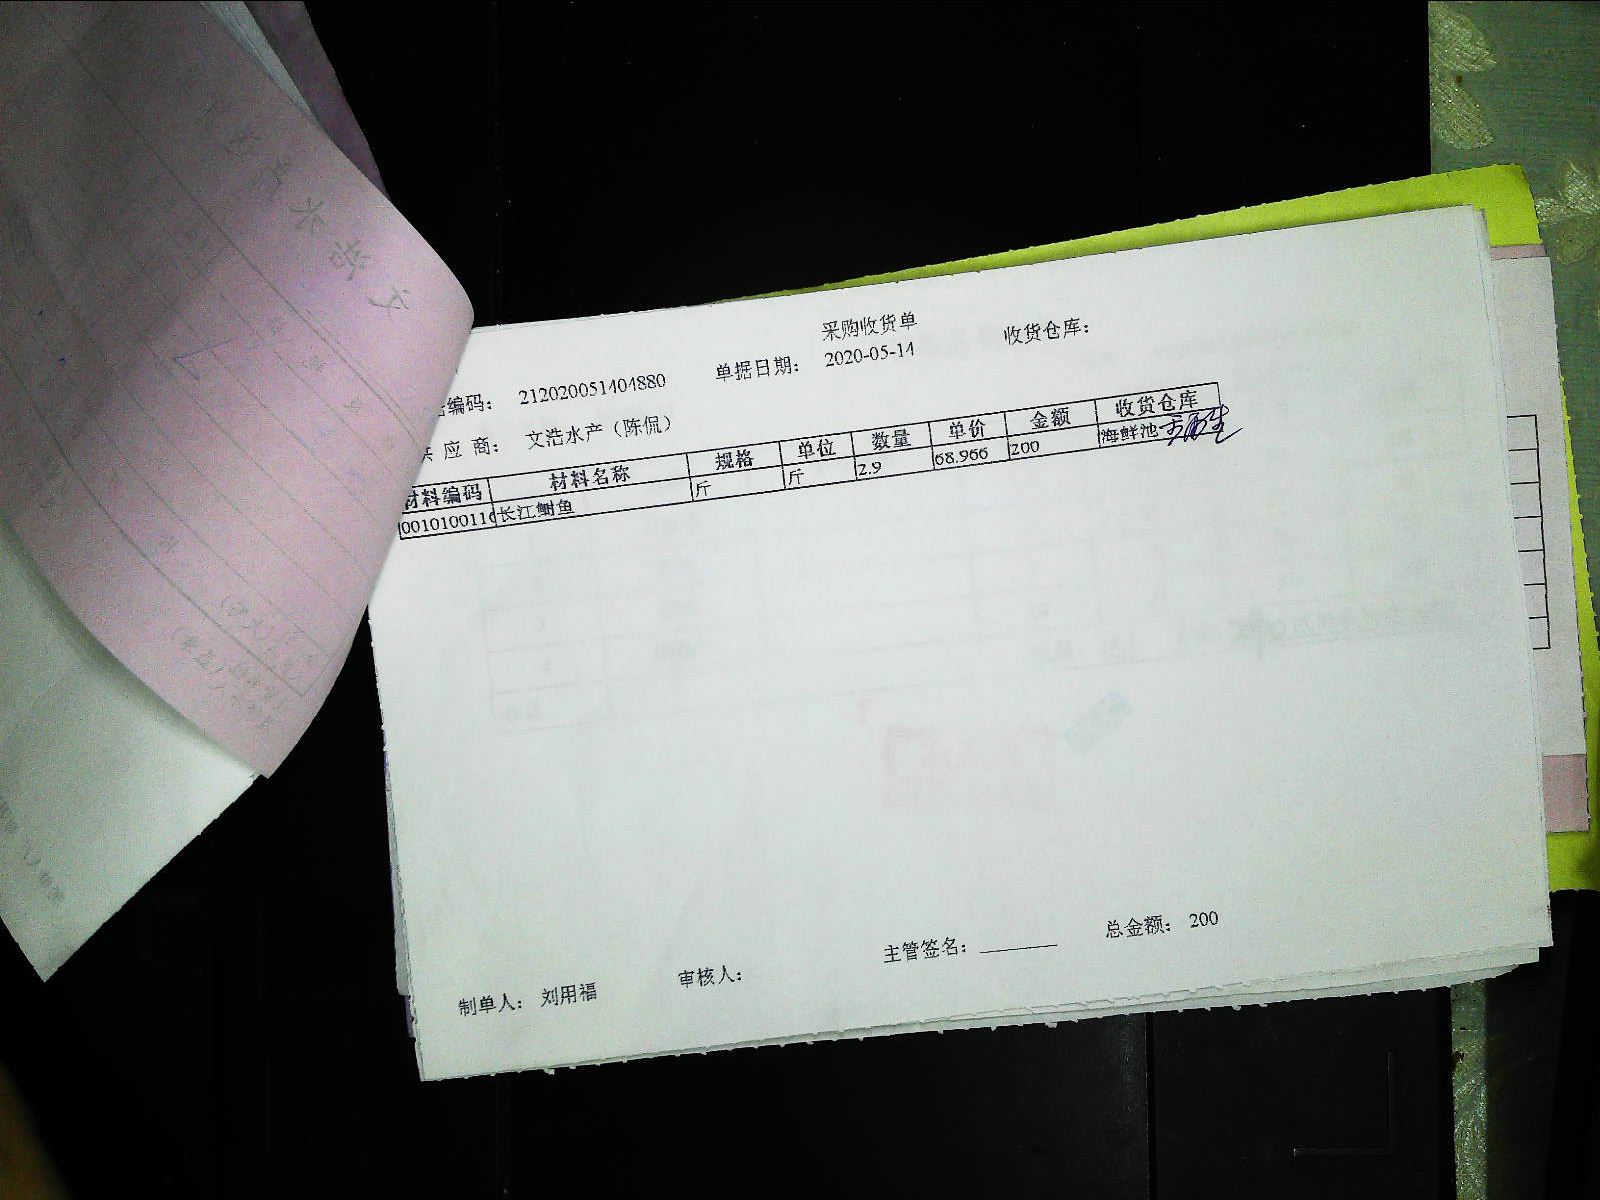 采购收货单
编码： 212020051404880 单据日期： 2020-05-14 收货仓库：
供应商： 文浩水产（陈侃）
材料编码 材料名称 规格 单位 数量 单价 金额 收货仓库
0010100110 长江鮰鱼 斤 斤 2.9 68.966 200 海鲜池
制单人： 刘用福 审核人： 主管签名： 总金额： 200